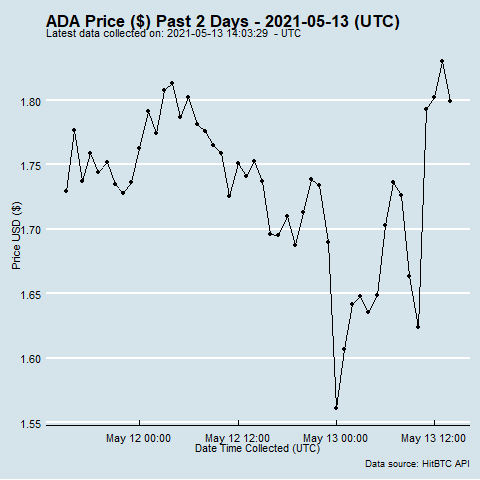 ADA Price ($) Past 2 Days - 2021-05-13 (UTC)
Latest data collected on: 2021-05-13 14:03:29 - UTC
1.80
1.75
1.70
1.65
1.60
1.55
Price USD ($)
May 12 00:00 May 12 12:00 May 13 00:00 May 13 12:00
Date Time Collected (UTC)
Data source: HitBTC API